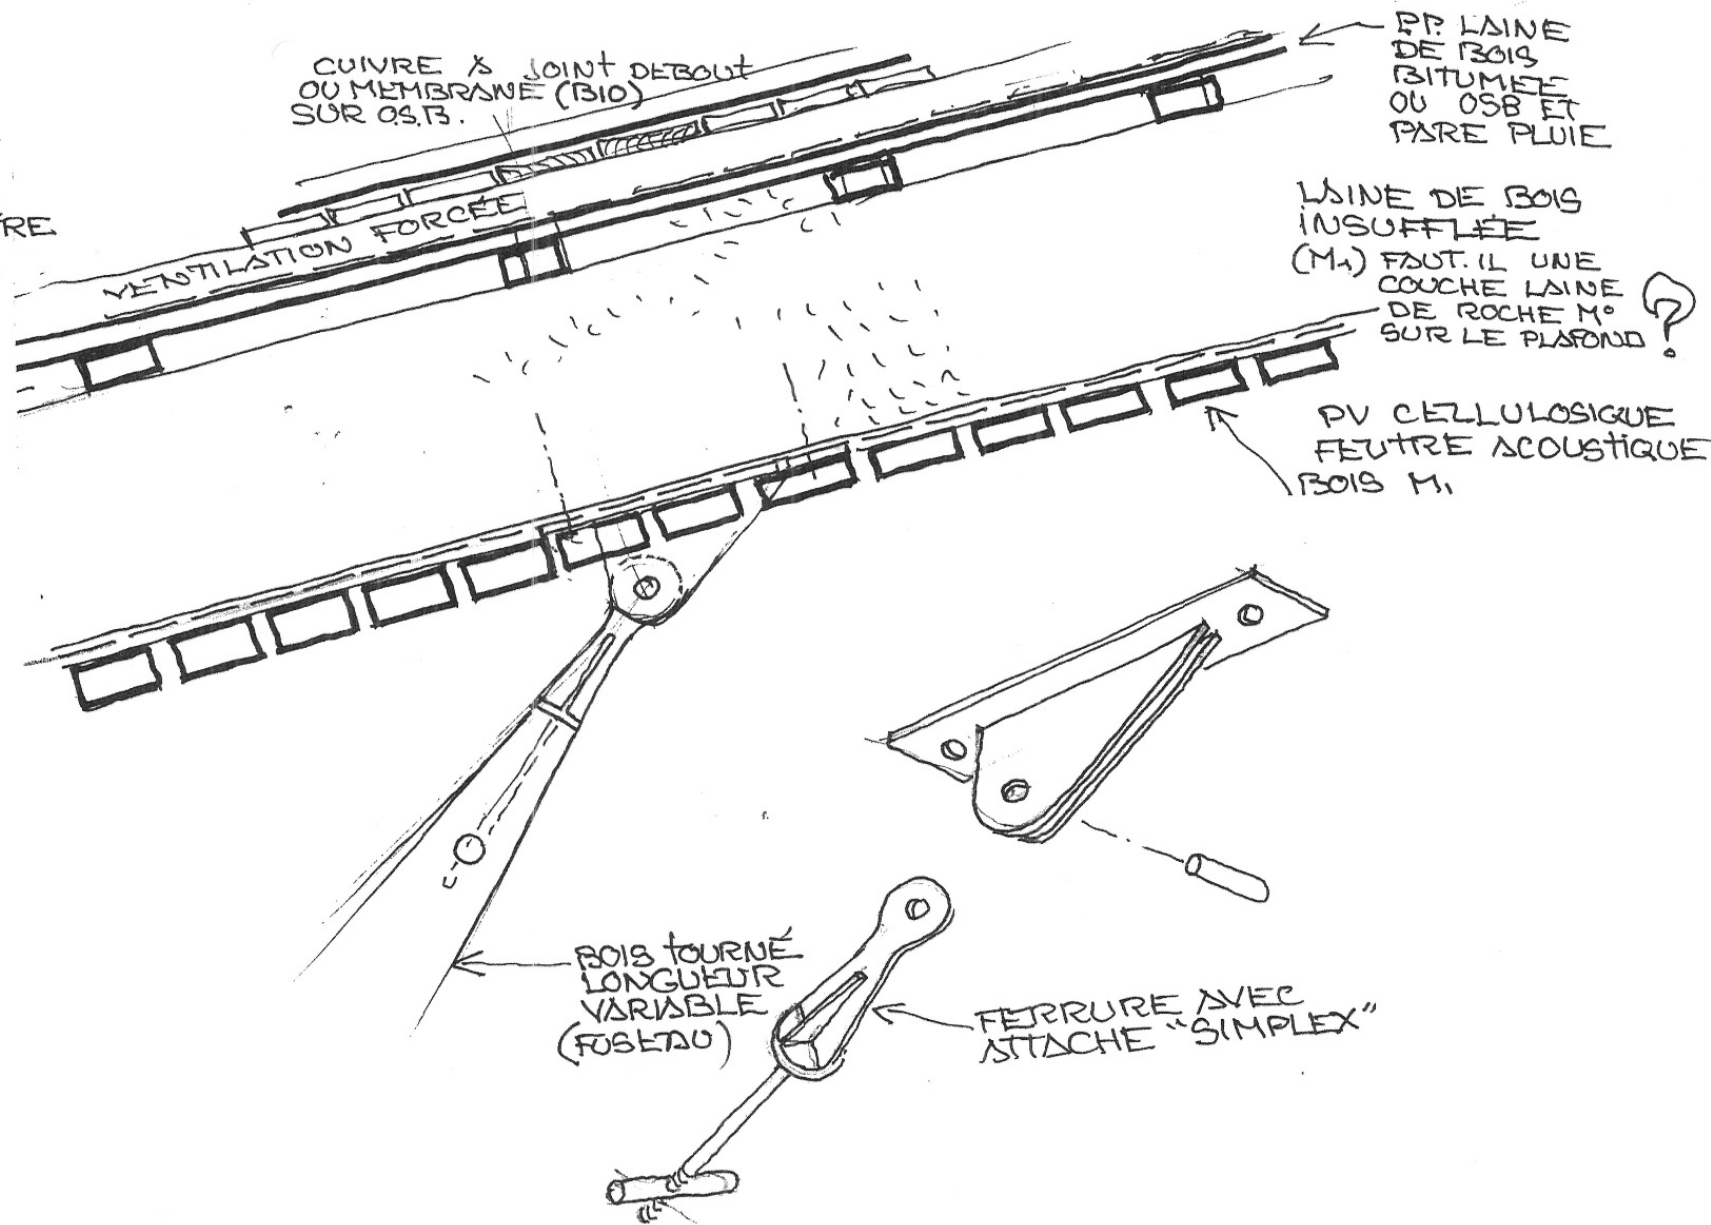 CUIVRE À JOINT DEBOUT
OU MEMBRANE (BIO)
SUR O.S.B.
P.P. LAINE
DE BOIS
BITUMEE
OU OSB ET
PARE PLUIE
RE
VENTILATION FORCÉE
LAINE DE BOIS
INSUFFLÉE
(M1) FAUT.IL UNE
COUCHE LAINE
DE ROCHE M°
SUR LE PLAFOND ?
PV CELLULOSIQUE
FEUTRE ACOUSTIQUE
BOIS M1
BOIS TOURNÉ
LONGUEUR
VARIABLE
(FUSEAU)
FERRURE AVEC
ATTACHE "SIMPLEX"